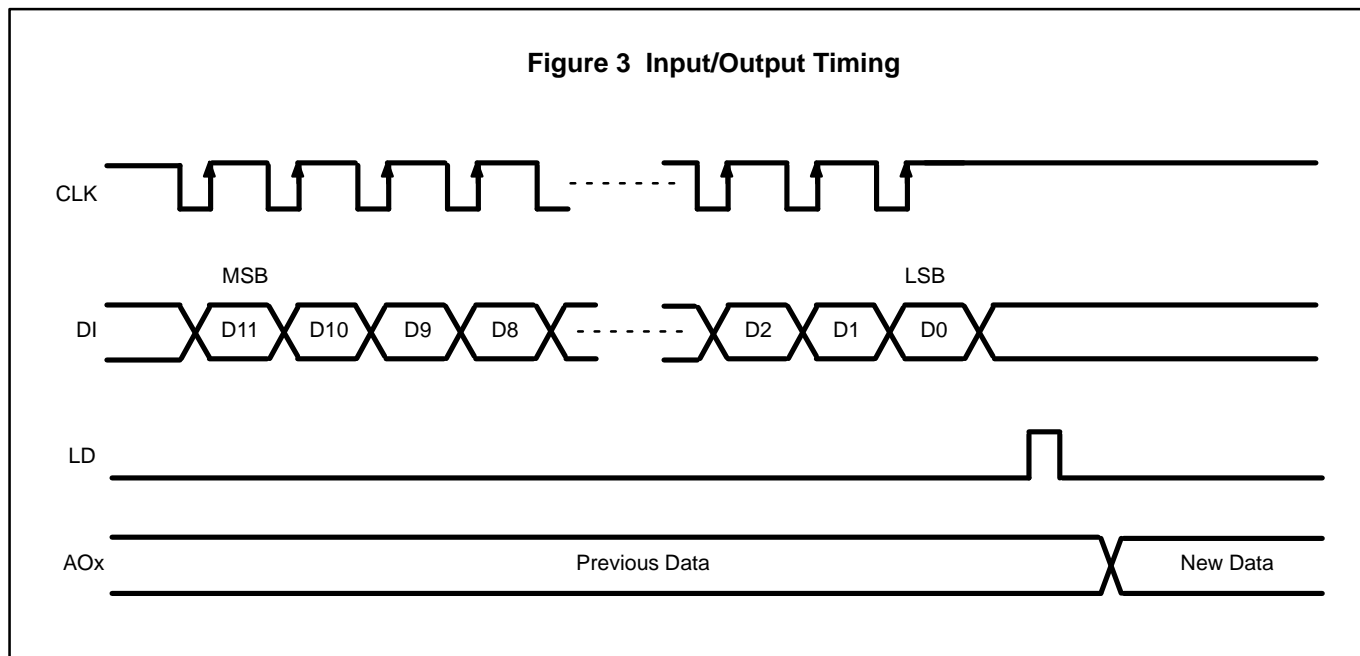 Figure 3 Input/Output Timing
CLK
MSB
LSB
DI
D11 D10 D9 D8 D2 D1 D0
LD
AOx
Previous Data
New Data